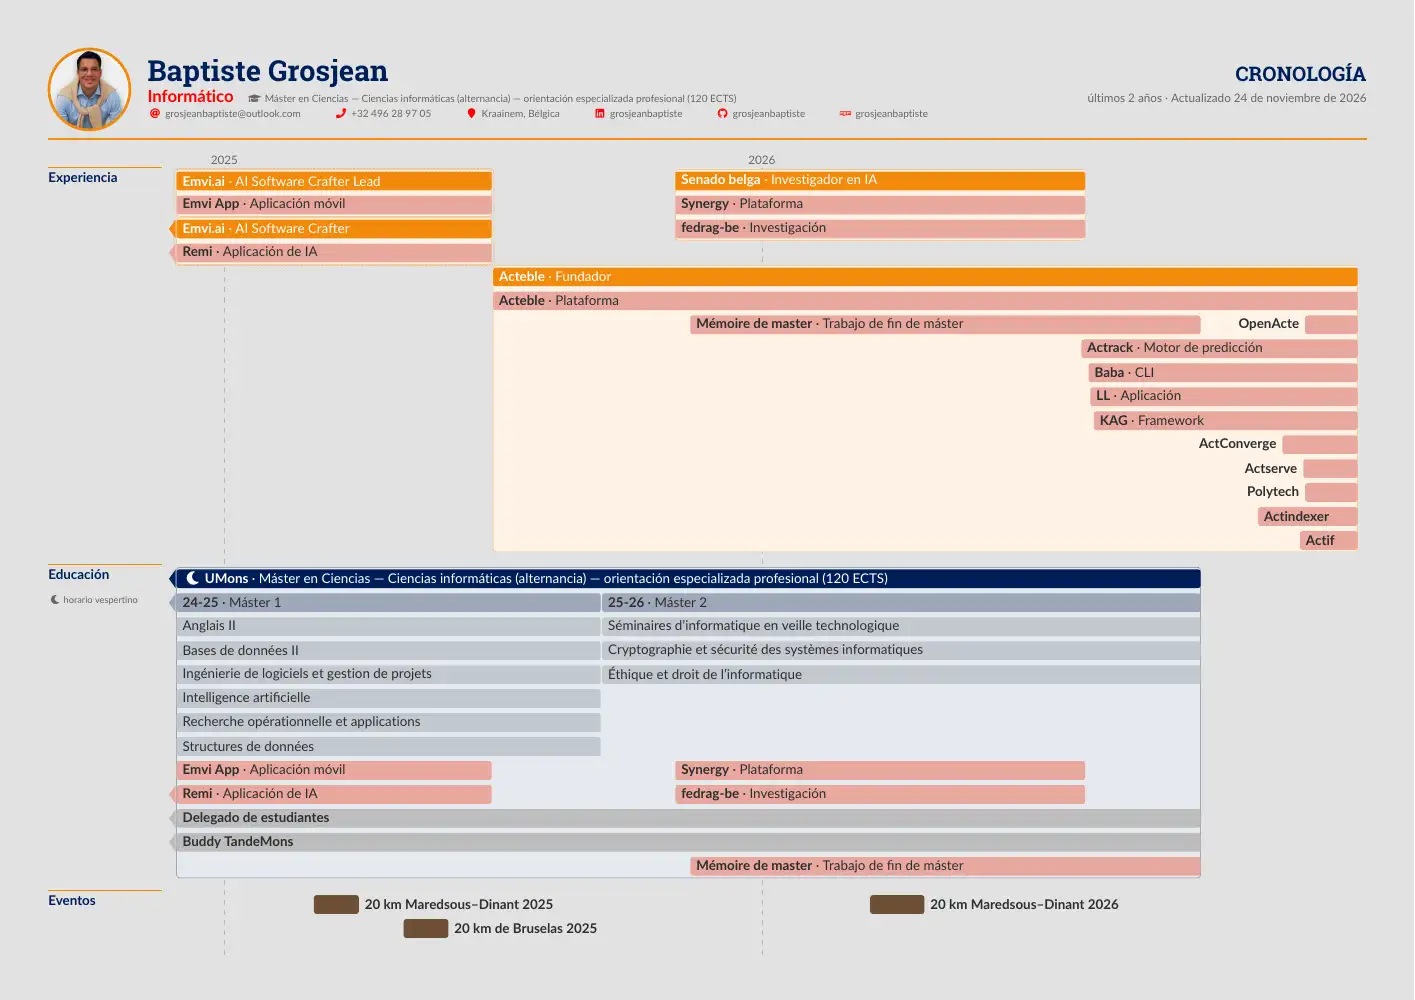 Baptiste Grosjean
CRONOLOGÍA
Informático Máster en Ciencias — Ciencias informáticas (alternancia) — orientación especializada profesional (120 ECTS)
últimos 2 años · Actualizado 24 de noviembre de 2026
grosjeanbaptiste@outlook.com +32 496 28 97 05 Kraainem, Bélgica grosjeanbaptiste grosjeanbaptiste grosjeanbaptiste
2025 2026
Experiencia
Emvi.ai · AI Software Crafter Lead
Senado belga · Investigador en IA
Emvi App · Aplicación móvil
Synergy · Plataforma
Emvi.ai · AI Software Crafter
fedrag-be · Investigación
Remi · Aplicación de IA
Acteble · Fundador
Acteble · Plataforma
Mémoire de master · Trabajo de fin de máster
OpenActe
Actrack · Motor de predicción
Baba · CLI
LL · Aplicación
KAG · Framework
ActConverge
Actserve
Polytech
Actindexer
Actif
Educación
horario vespertino
UMons · Máster en Ciencias — Ciencias informáticas (alternancia) — orientación especializada profesional (120 ECTS)
24-25 · Máster 1
25-26 · Máster 2
Anglais II
Séminaires d'informatique en veille technologique
Bases de données II
Cryptographie et sécurité des systèmes informatiques
Ingénierie de logiciels et gestion de projets
Éthique et droit de l'informatique
Intelligence artificielle
Recherche opérationnelle et applications
Structures de données
Emvi App · Aplicación móvil
Synergy · Plataforma
Remi · Aplicación de IA
fedrag-be · Investigación
Delegado de estudiantes
Buddy TandeMons
Mémoire de master · Trabajo de fin de máster
Eventos
20 km Maredsous–Dinant 2025
20 km Maredsous–Dinant 2026
20 km de Bruselas 2025